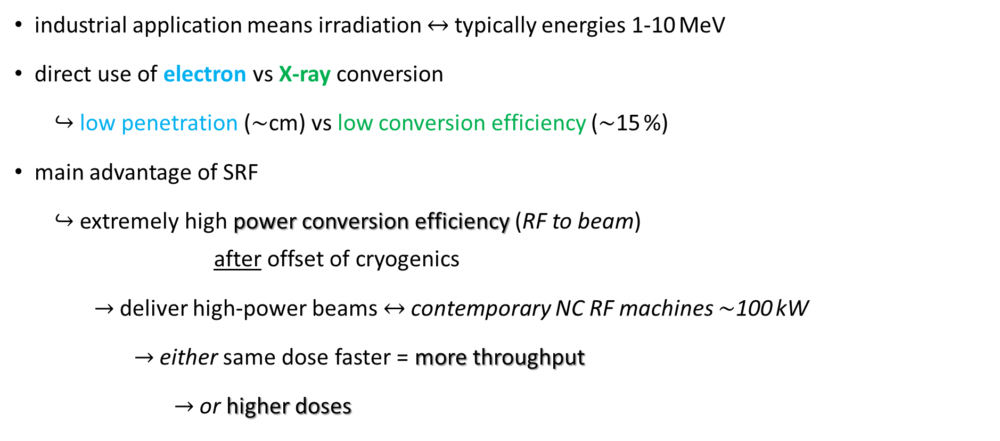 • industrial application means irradiation ↔ typically energies 1-10 MeV
• direct use of electron vs X-ray conversion
↪ low penetration (~cm) vs low conversion efficiency (~15 %)
• main advantage of SRF
↪ extremely high power conversion efficiency (RF to beam)
after offset of cryogenics
→ deliver high-power beams ↔ contemporary NC RF machines ~100 kW
→ either same dose faster = more throughput
→ or higher doses